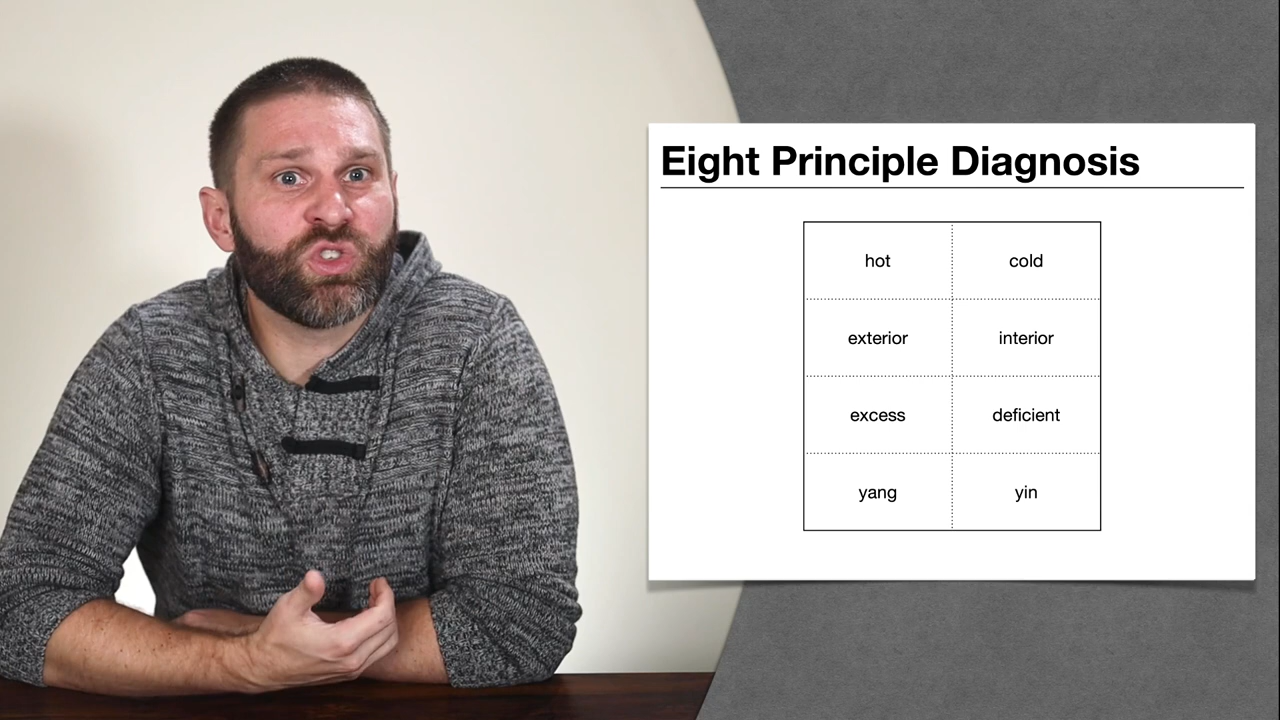 Eight Principle Diagnosis
hot cold
exterior interior
excess deficient
yang yin